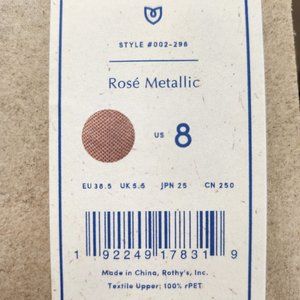 STYLE #002-296
Rosé Metallic
US 8
EU 38.5 UK 5.5 JPN 25 CN 250
1 92249 17831 9
Made in China, Rothy's, Inc.
Textile Upper: 100% rPET